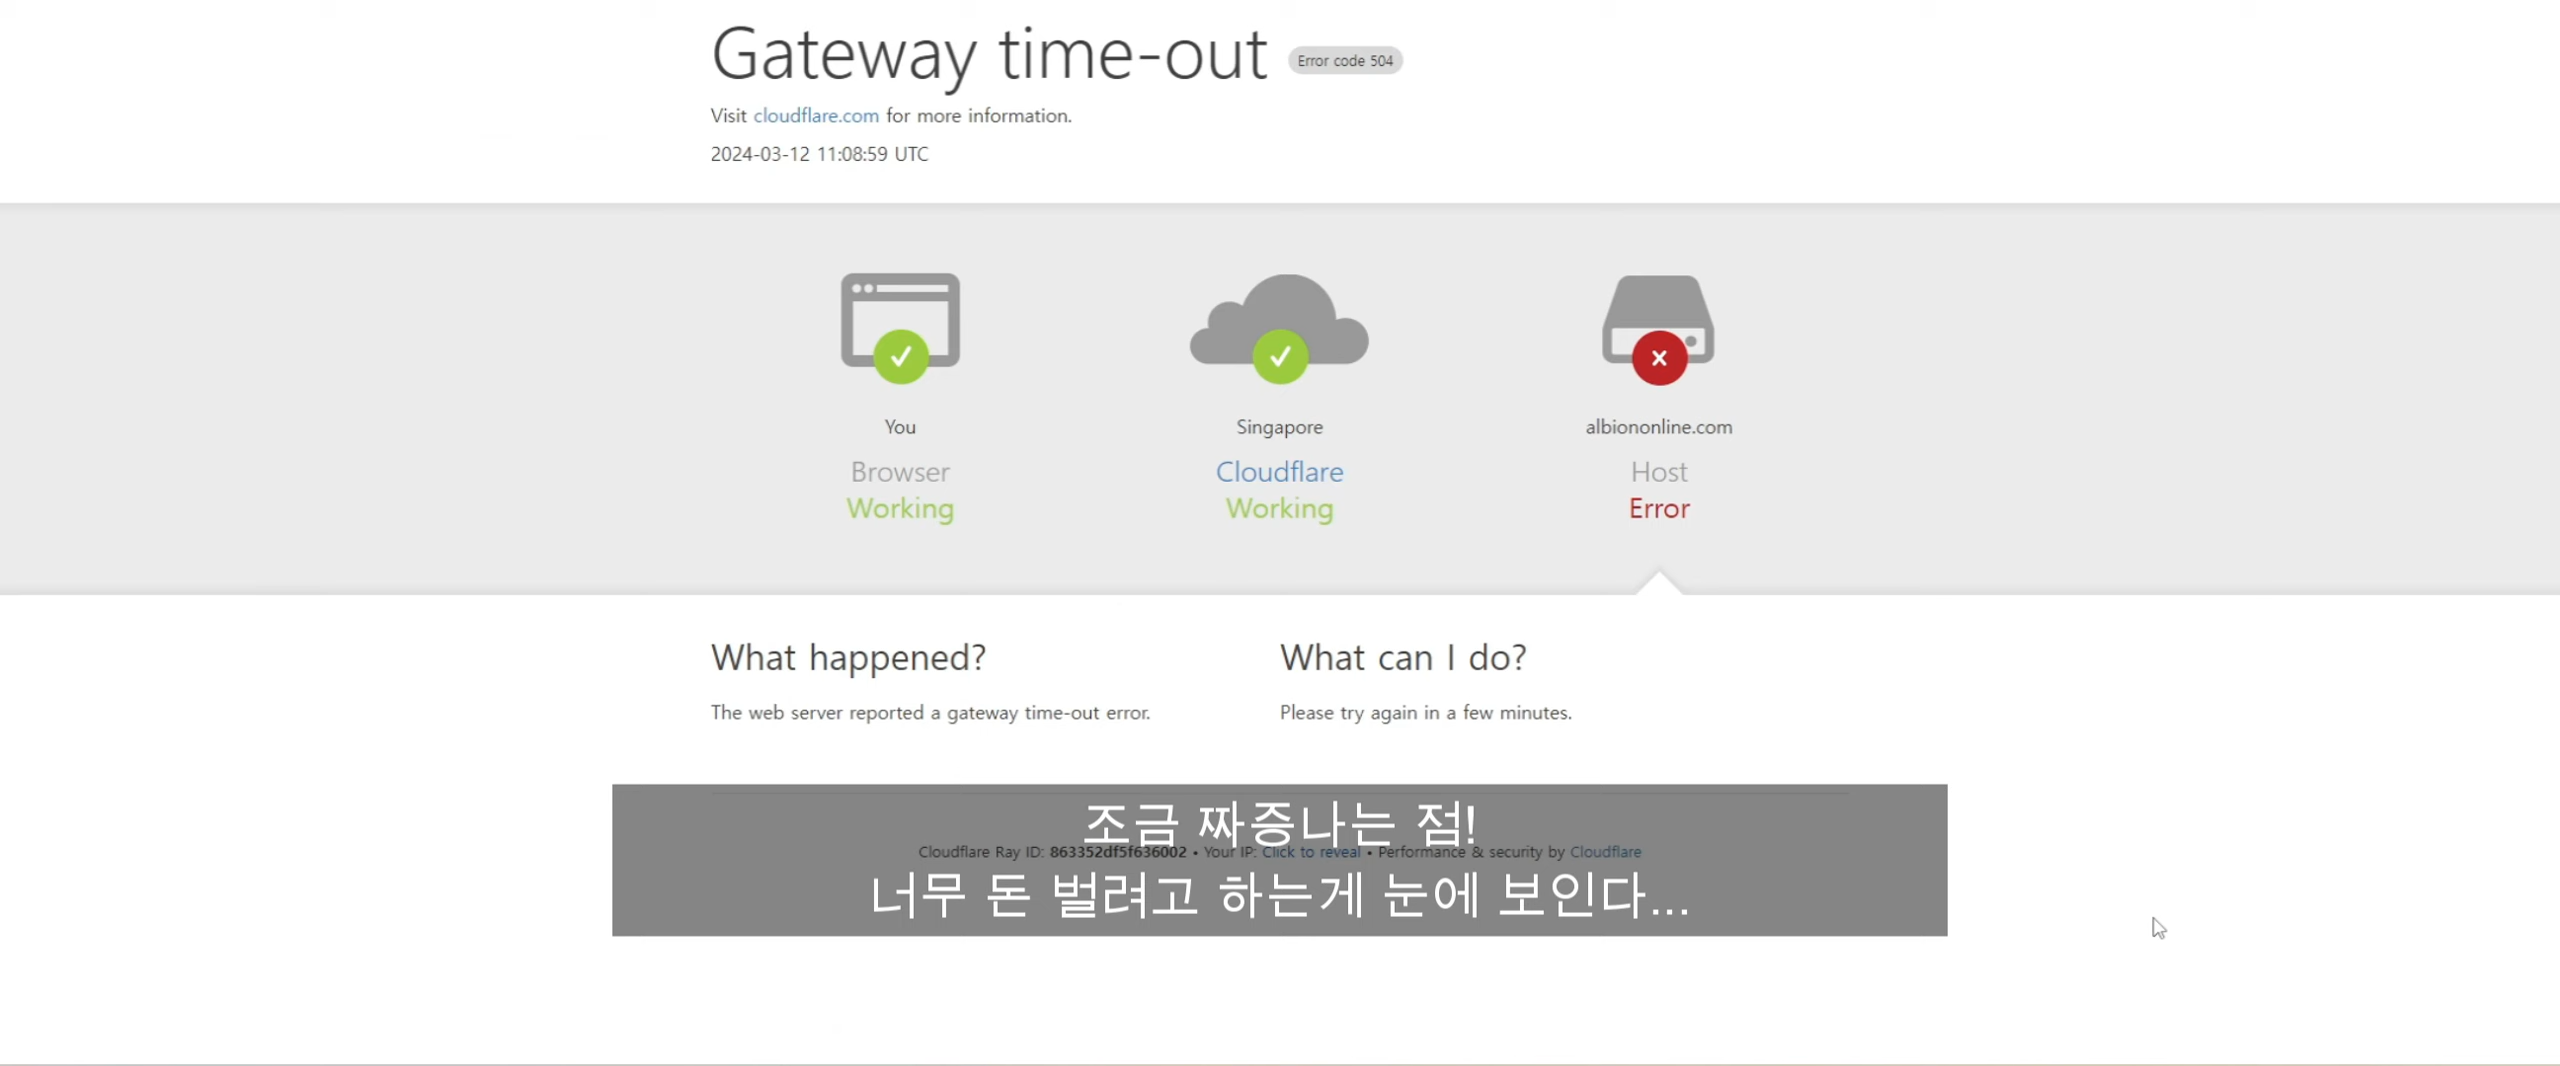 Gateway time-out Error code 504
Visit cloudflare.com for more information.
2024-03-12 11:08:59 UTC
You Singapore albiononline.com
Browser Cloudflare Host
Working Working Error
What happened? What can I do?
The web server reported a gateway time-out error. Please try again in a few minutes.
조금 짜증나는 점!
Cloudflare Ray ID: 863352df5f636002 • Your IP: Click to reveal • Performance & security by Cloudflare
너무 돈 벌려고 하는게 눈에 보인다...